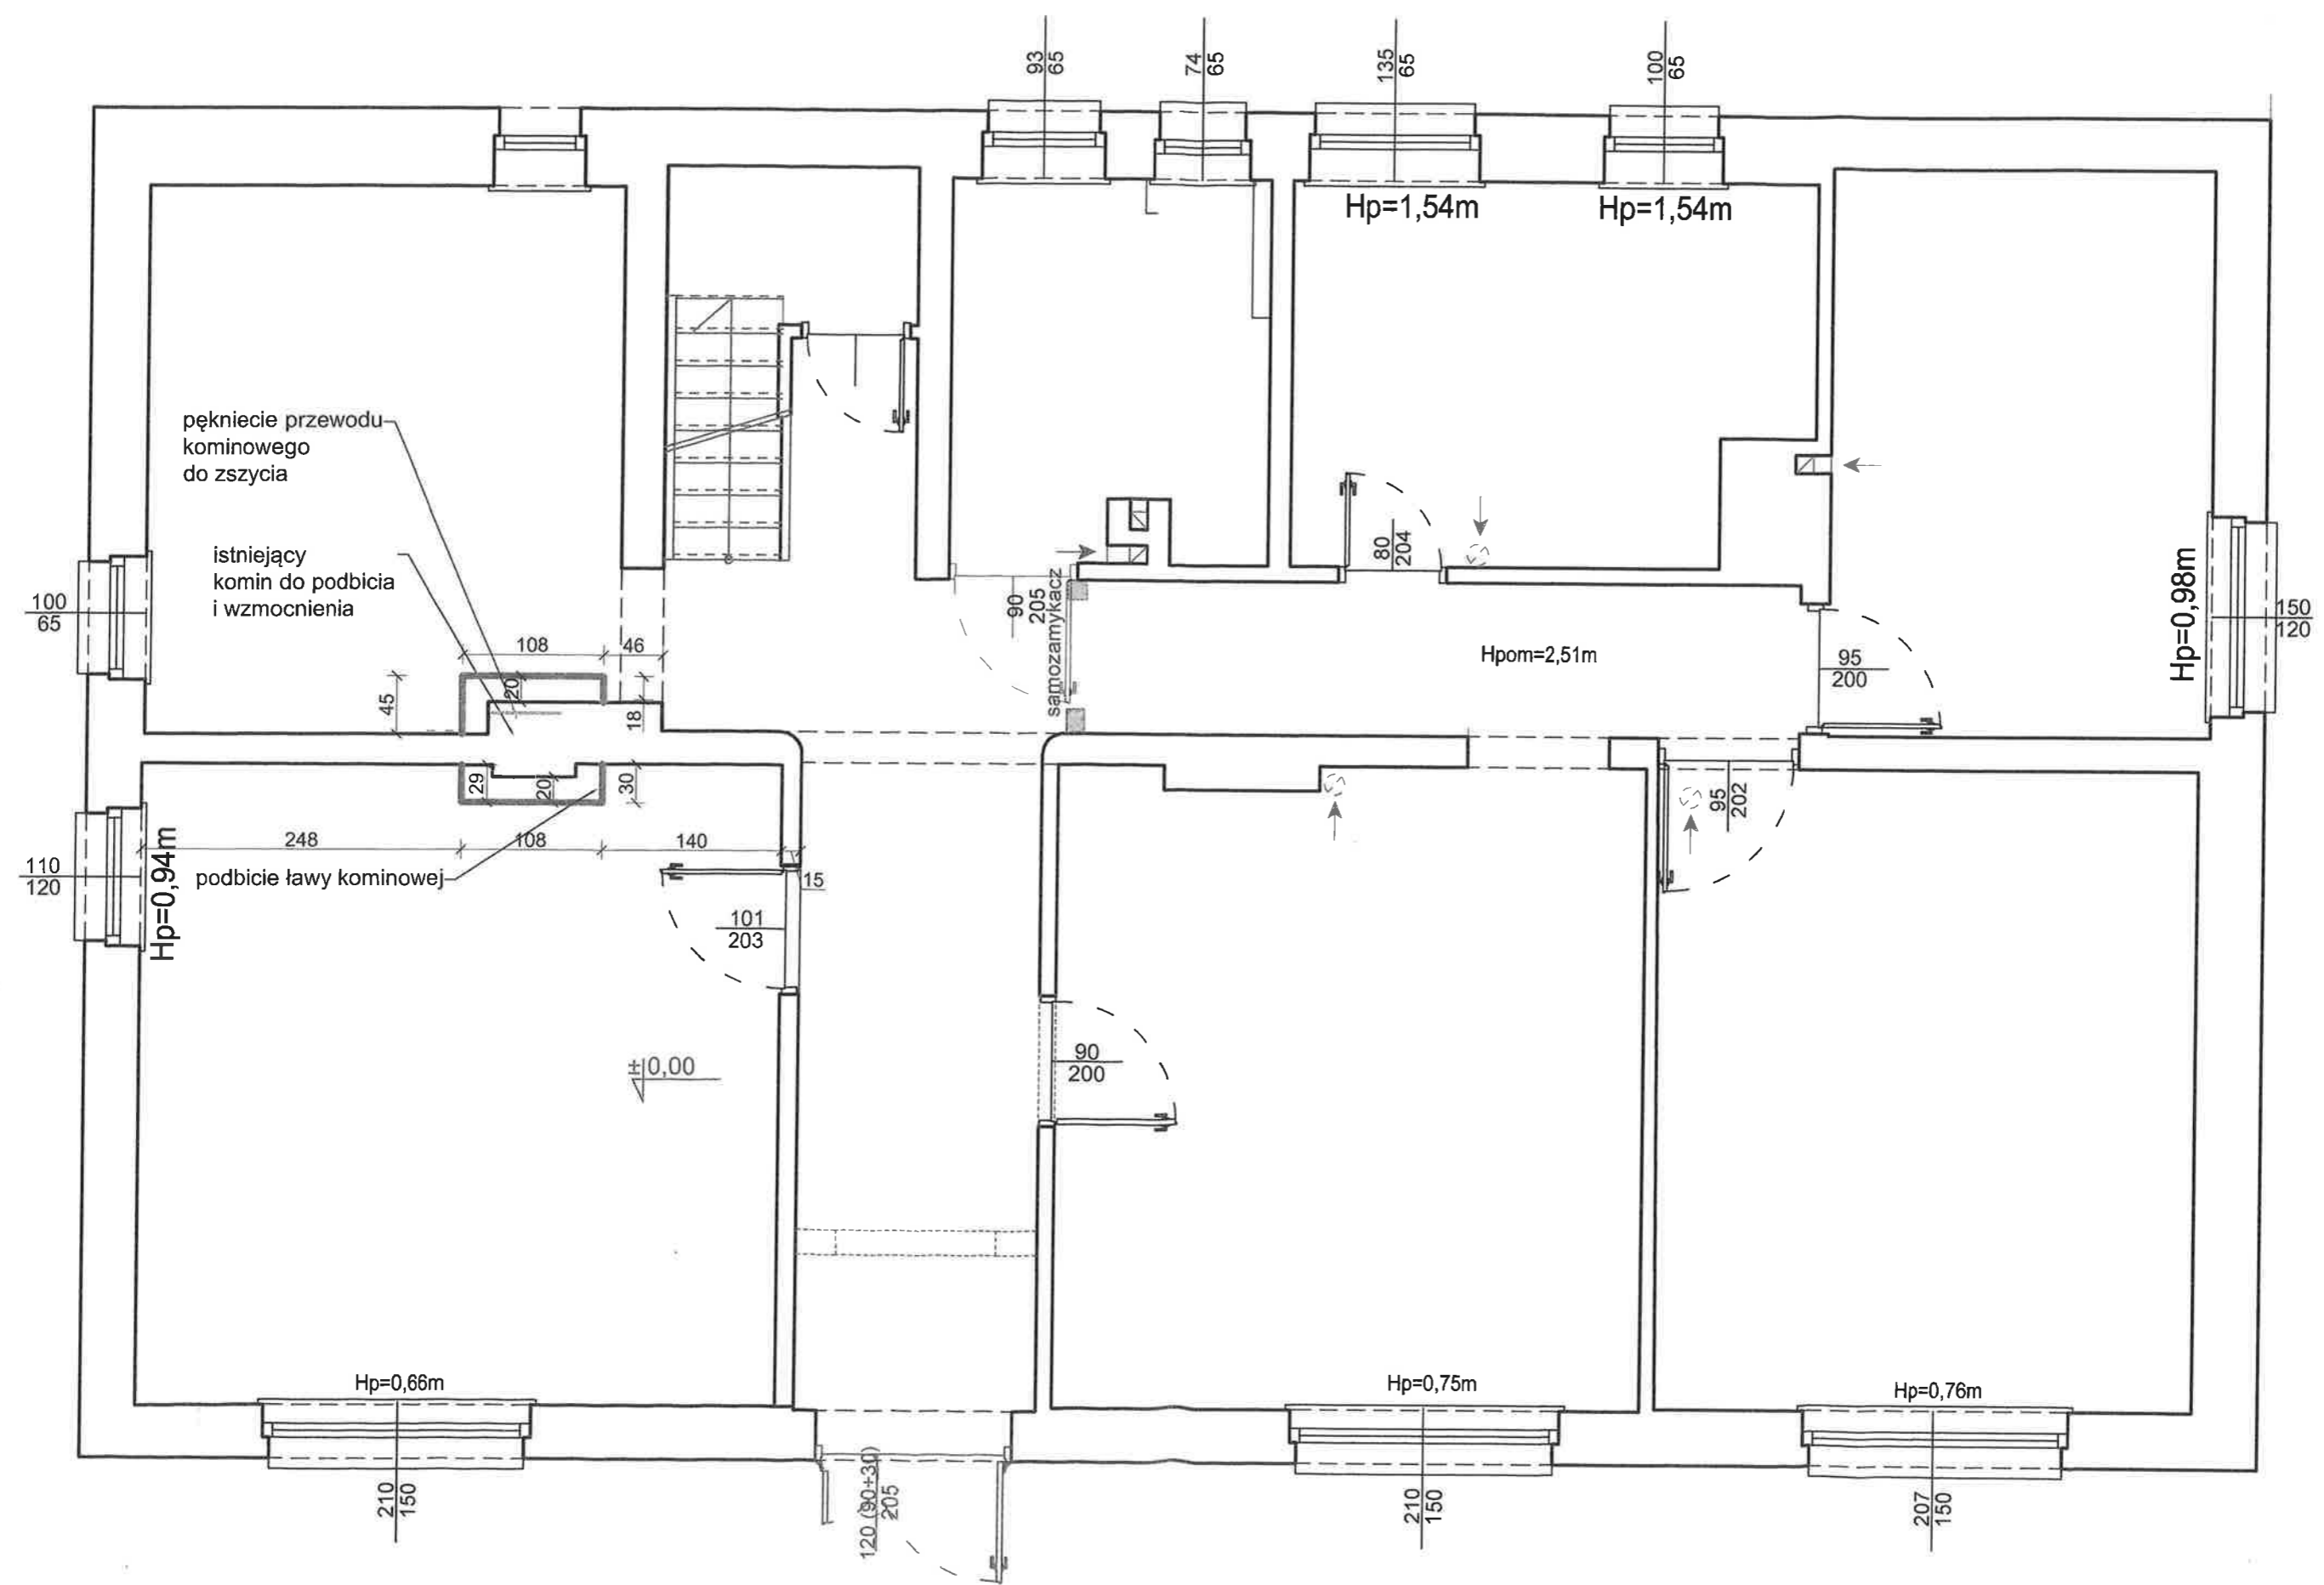 93
65
74
65
135
65
100
65
Hp=1,54m
Hp=1,54m
pękniecie przewodu
kominowego
do zszycia
istniejący
komin do podbicia
i wzmocnienia
80
204
90
205
samozamykacz
100
65
108
46
45
20
18
Hpom=2,51m
95
200
Hp=0,98m
150
120
29
20
30
248
108
140
15
110
120
Hp=0,94m
podbicie ławy kominowej
101
203
95
202
90
200
±0,00
Hp=0,66m
Hp=0,75m
Hp=0,76m
210
150
120 (90+30)
205
210
150
207
150